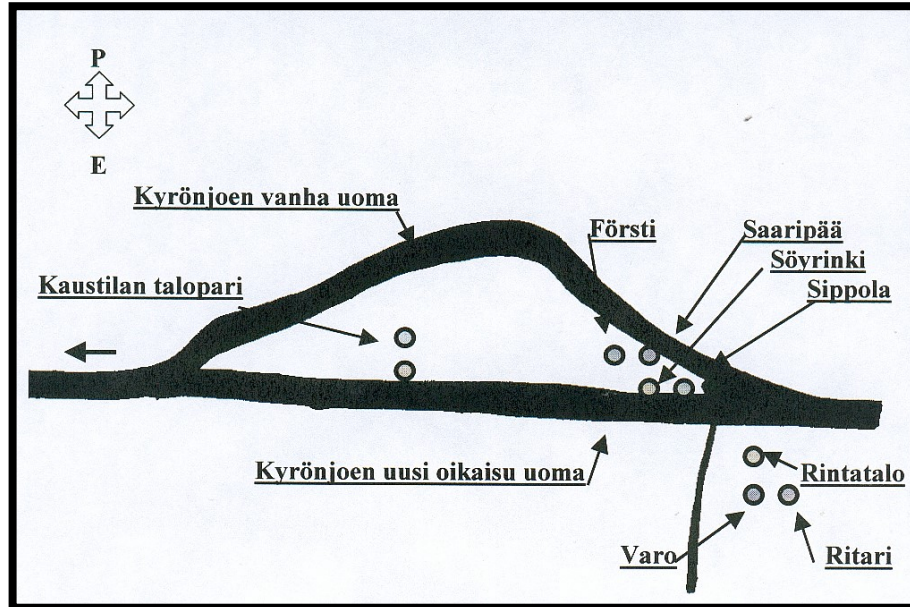 P
E
Kyrönjoen vanha uoma
Försti
Saaripää
Söyrinki
Kaustilan talopari
Sippola
Kyrönjoen uusi oikaisu uoma
Rintatalo
Varo
Ritari